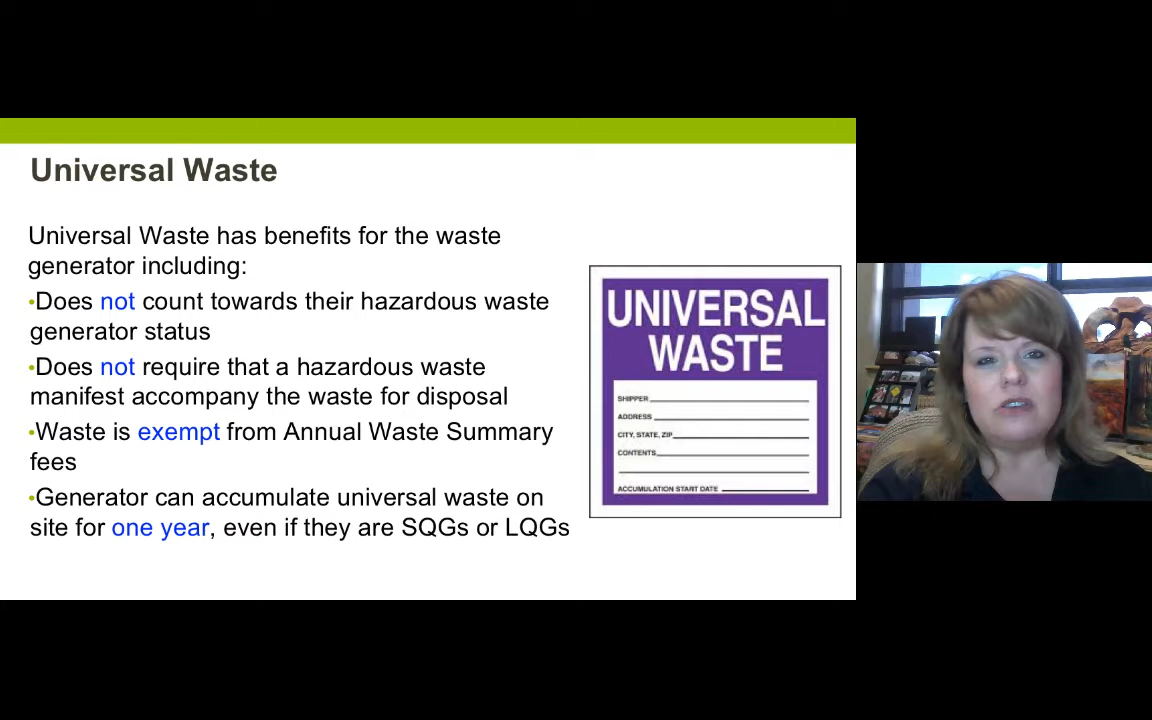 Universal Waste
Universal Waste has benefits for the waste
generator including:
•Does not count towards their hazardous waste
generator status
•Does not require that a hazardous waste
manifest accompany the waste for disposal
•Waste is exempt from Annual Waste Summary
fees
•Generator can accumulate universal waste on
site for one year, even if they are SQGs or LQGs
UNIVERSAL
WASTE
SHIPPER
ADDRESS
CITY, STATE, ZIP
CONTENTS
ACCUMULATION START DATE